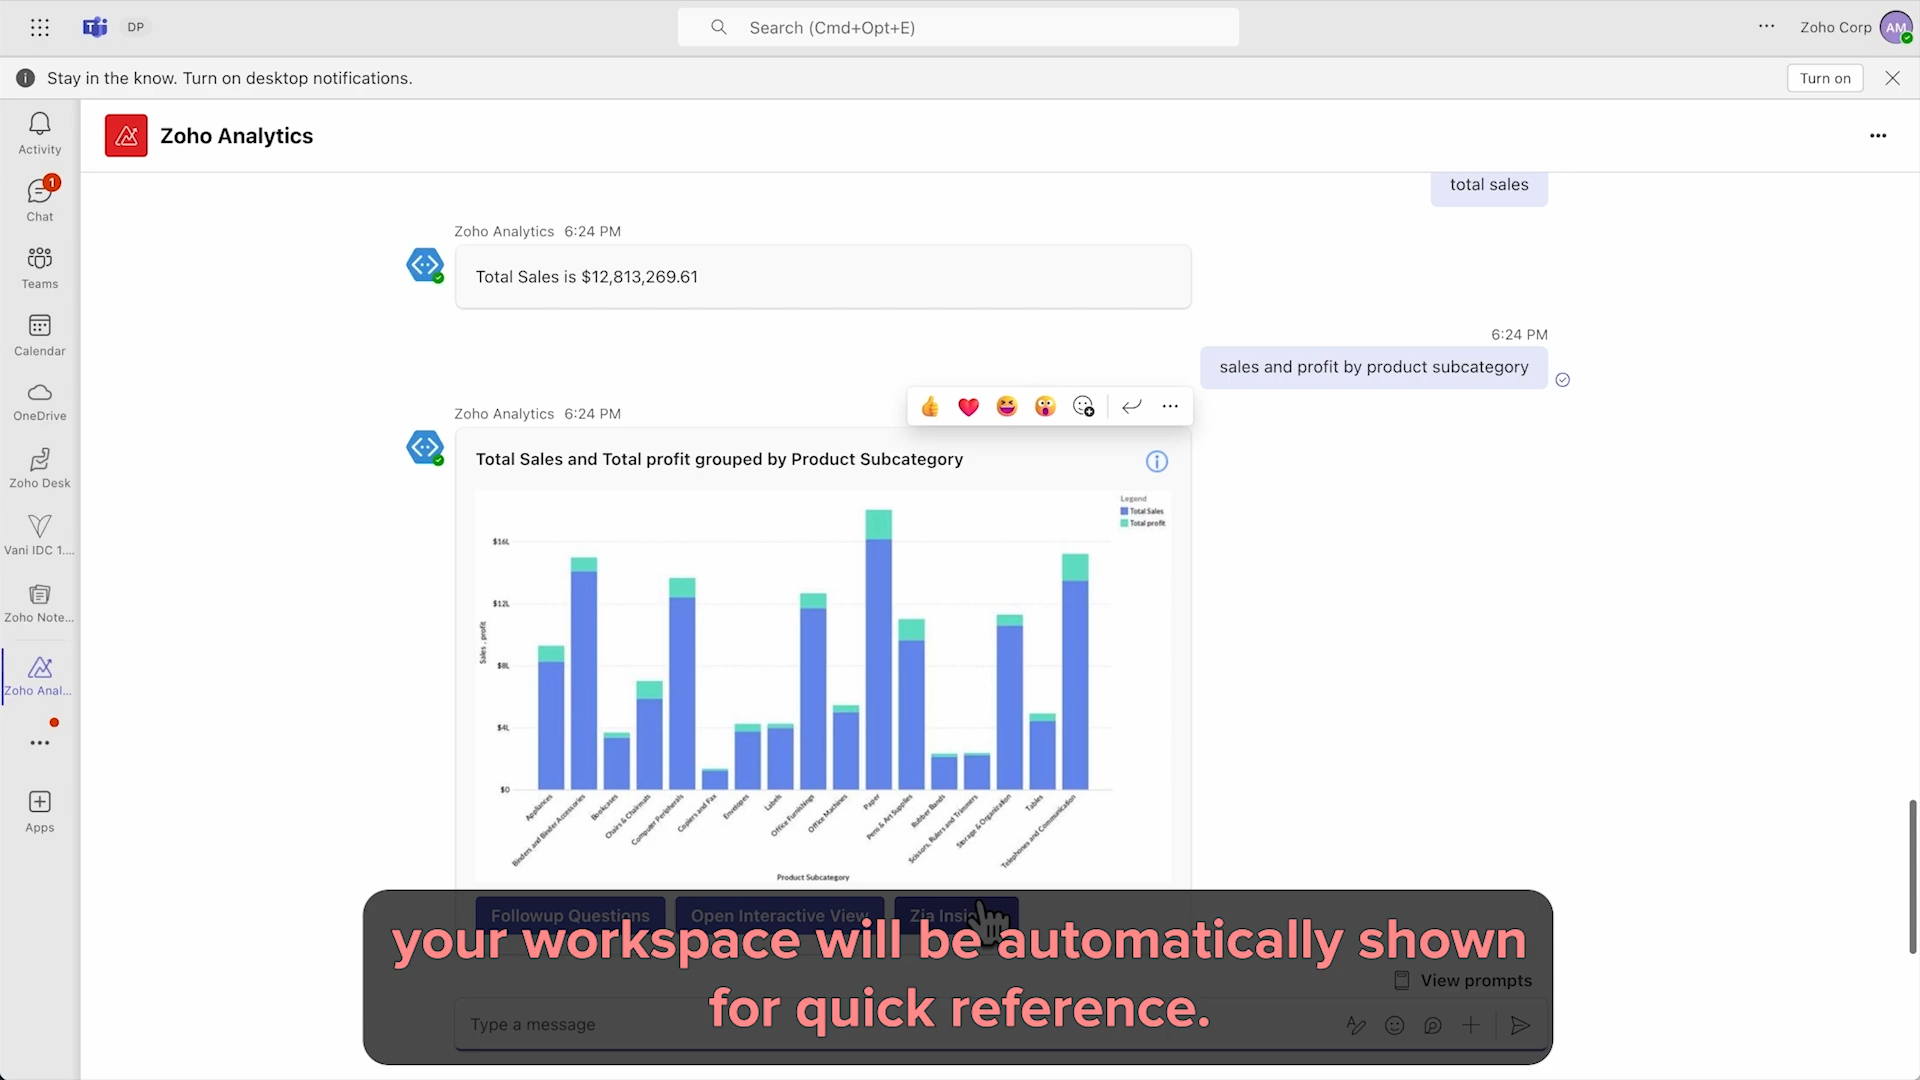 DP
Search (Cmd+Opt+E)
Zoho Corp
AM
Stay in the know. Turn on desktop notifications.
Turn on
Activity
1
Chat
Teams
Calendar
OneDrive
Zoho Desk
Vani IDC 1....
Zoho Note...
Zoho Anal...
Apps
Zoho Analytics
total sales
Zoho Analytics 6:24 PM
Total Sales is $12,813,269.61
6:24 PM
sales and profit by product subcategory
Zoho Analytics 6:24 PM
Total Sales and Total profit grouped by Product Subcategory
Legend
Total Sales
Total profit
$16L
$12L
$8L
$4L
$0
Sales , profit
Appliances
Binders and Binder Accessories
Bookcases
Chairs & Chairmats
Computer Peripherals
Copiers and Fax
Envelopes
Labels
Office Furnishings
Office Machines
Paper
Pens & Art Supplies
Rubber Bands
Scissors, Rulers and Trimmers
Storage & Organization
Tables
Telephones and Communication
Product Subcategory
Followup Questions
Open Interactive View
Zia Insi
your workspace will be automatically shown
for quick reference.
View prompts
Type a message